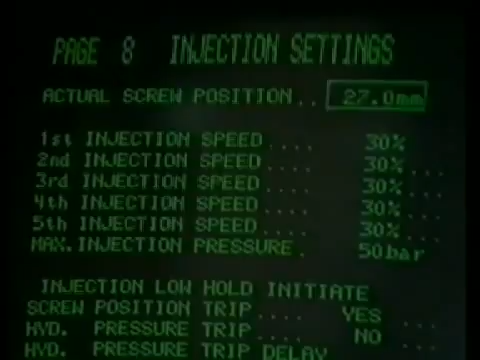 PAGE 8 INJECTION SETTINGS
ACTUAL SCREW POSITION.. 27.0mm
1st INJECTION SPEED.... 30%
2nd INJECTION SPEED.... 30%...
3rd INJECTION SPEED.... 30%...
4th INJECTION SPEED.... 30%...
5th INJECTION SPEED.... 30%...
MAX.INJECTION PRESSURE. 50bar
INJECTION LOW HOLD INITIATE
SCREW POSITION TRIP.... YES ...
HYD. PRESSURE TRIP.... NO ...
HYD. PRESSURE TRIP DELAY